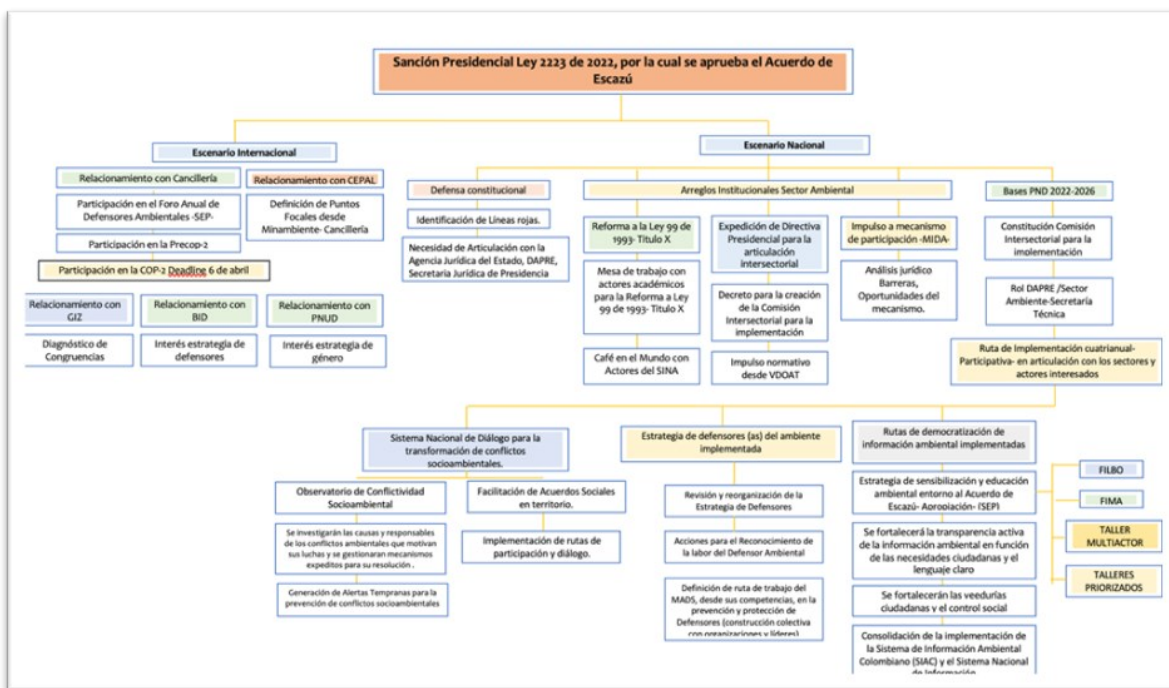 Sanción Presidencial Ley 2223 de 2022, por la cual se aprueba el Acuerdo de
Escazú
Escenario Internacional
Relacionamiento con Cancillería
Participación en el Foro Anual de
Defensores Ambientales -SEP-
Participación en la Precop-2
Participación en la COP-2 Deadline 6 de abril
Relacionamiento con CEPAL
Definición de Puntos
Focales desde
Minambiente- Cancillería
Relacionamiento con
GIZ
Diagnóstico de
Congruencias
Relacionamiento con
BID
Interés estrategia de
defensores
Relacionamiento con
PNUD
Interés estrategia de
género
Escenario Nacional
Defensa constitucional
Identificación de Líneas rojas.
Necesidad de Articulación con la
Agencia Jurídica del Estado, DAPRE,
Secretaria Jurídica de Presidencia
Arreglos Institucionales Sector Ambiental
Reforma a la Ley 99 de
1993- Titulo X
Mesa de trabajo con
actores académicos
para la Reforma a Ley
99 de 1993- Titulo X
Café en el Mundo con
Actores del SINA
Expedición de Directiva
Presidencial para la
articulación
intersectorial
Decreto para la creación
de la Comisión
Intersectorial para la
implementación
Impulso normativo
desde VDOAT
Impulso a mecanismo
de participación -MIDA-
Análisis jurídico
Barreras,
Oportunidades del
mecanismo.
Bases PND 2022-2026
Constitución Comisión
Intersectorial para la
implementación
Rol DAPRE /Sector
Ambiente-Secretaría
Técnica
Ruta de Implementación cuatrianual-
Participativa- en articulación con los sectores y
actores interesados
Sistema Nacional de Diálogo para la
transformación de conflictos
socioambientales.
Observatorio de Conflictividad
Socioambiental
Se investigarán las causas y responsables
de los conflictos ambientales que motivan
sus luchas y se gestionaran mecanismos
expeditos para su resolución .
Generación de Alertas Tempranas para la
prevención de conflictos socioambientales
Facilitación de Acuerdos Sociales
en territorio.
Implementación de rutas de
participación y diálogo.
Estrategia de defensores (as) del ambiente
implementada
Revisión y reorganización de la
Estrategia de Defensores
Acciones para el Reconocimiento de
la labor del Defensor Ambiental
Definición de ruta de trabajo del
MADS, desde sus competencias, en la
prevención y protección de
Defensores (construcción colectiva
con organizaciones y líderes)
Rutas de democratización de
información ambiental implementadas
Estrategia de sensibilización y educación
ambiental entorno al Acuerdo de
Escazú- Apropiación- (SEP)
Se fortalecerá la transparencia activa
de la información ambiental en función
de las necesidades ciudadanas y el
lenguaje claro
Se fortalecerán las veedurías
ciudadanas y el control social
Consolidación de la implementación de
la Sistema de Información Ambiental
Colombiano (SIAC) y el Sistema Nacional
de Información
FILBO
FIMA
TALLER
MULTIACTOR
TALLERES
PRIORIZADOS